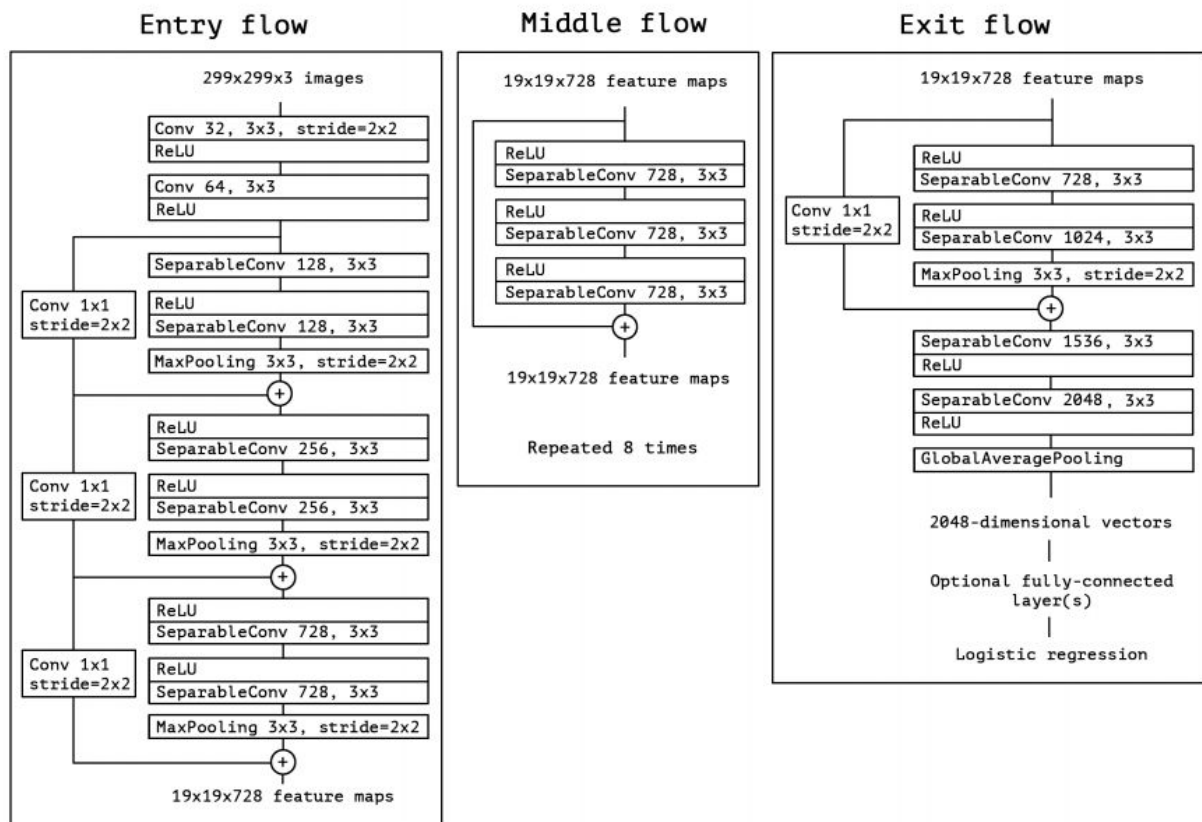 Entry flow
299x299x3 images
Conv 32, 3x3, stride=2x2
ReLU
Conv 64, 3x3
ReLU
SeparableConv 128, 3x3
Conv 1x1
stride=2x2
ReLU
SeparableConv 128, 3x3
MaxPooling 3x3, stride=2x2
+
ReLU
SeparableConv 256, 3x3
Conv 1x1
stride=2x2
ReLU
SeparableConv 256, 3x3
MaxPooling 3x3, stride=2x2
+
ReLU
SeparableConv 728, 3x3
Conv 1x1
stride=2x2
ReLU
SeparableConv 728, 3x3
MaxPooling 3x3, stride=2x2
+
19x19x728 feature maps
Middle flow
19x19x728 feature maps
ReLU
SeparableConv 728, 3x3
ReLU
SeparableConv 728, 3x3
ReLU
SeparableConv 728, 3x3
+
19x19x728 feature maps
Repeated 8 times
Exit flow
19x19x728 feature maps
ReLU
SeparableConv 728, 3x3
Conv 1x1
stride=2x2
ReLU
SeparableConv 1024, 3x3
MaxPooling 3x3, stride=2x2
+
SeparableConv 1536, 3x3
ReLU
SeparableConv 2048, 3x3
ReLU
GlobalAveragePooling
2048-dimensional vectors
Optional fully-connected
layer(s)
Logistic regression